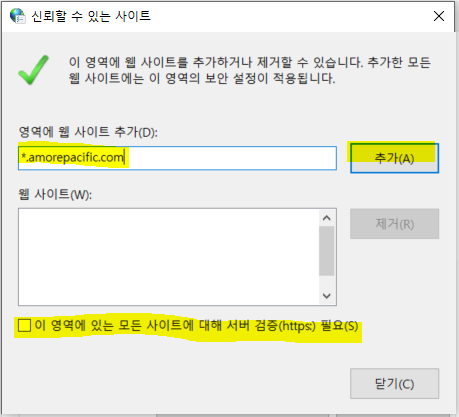 신뢰할 수 있는 사이트
이 영역에 웹 사이트를 추가하거나 제거할 수 있습니다. 추가한 모든
웹 사이트에는 이 영역의 보안 설정이 적용됩니다.
영역에 웹 사이트 추가(D):
*.amorepacific.com
추가(A)
웹 사이트(W):
제거(R)
이 영역에 있는 모든 사이트에 대해 서버 검증(https:) 필요(S)
닫기(C)